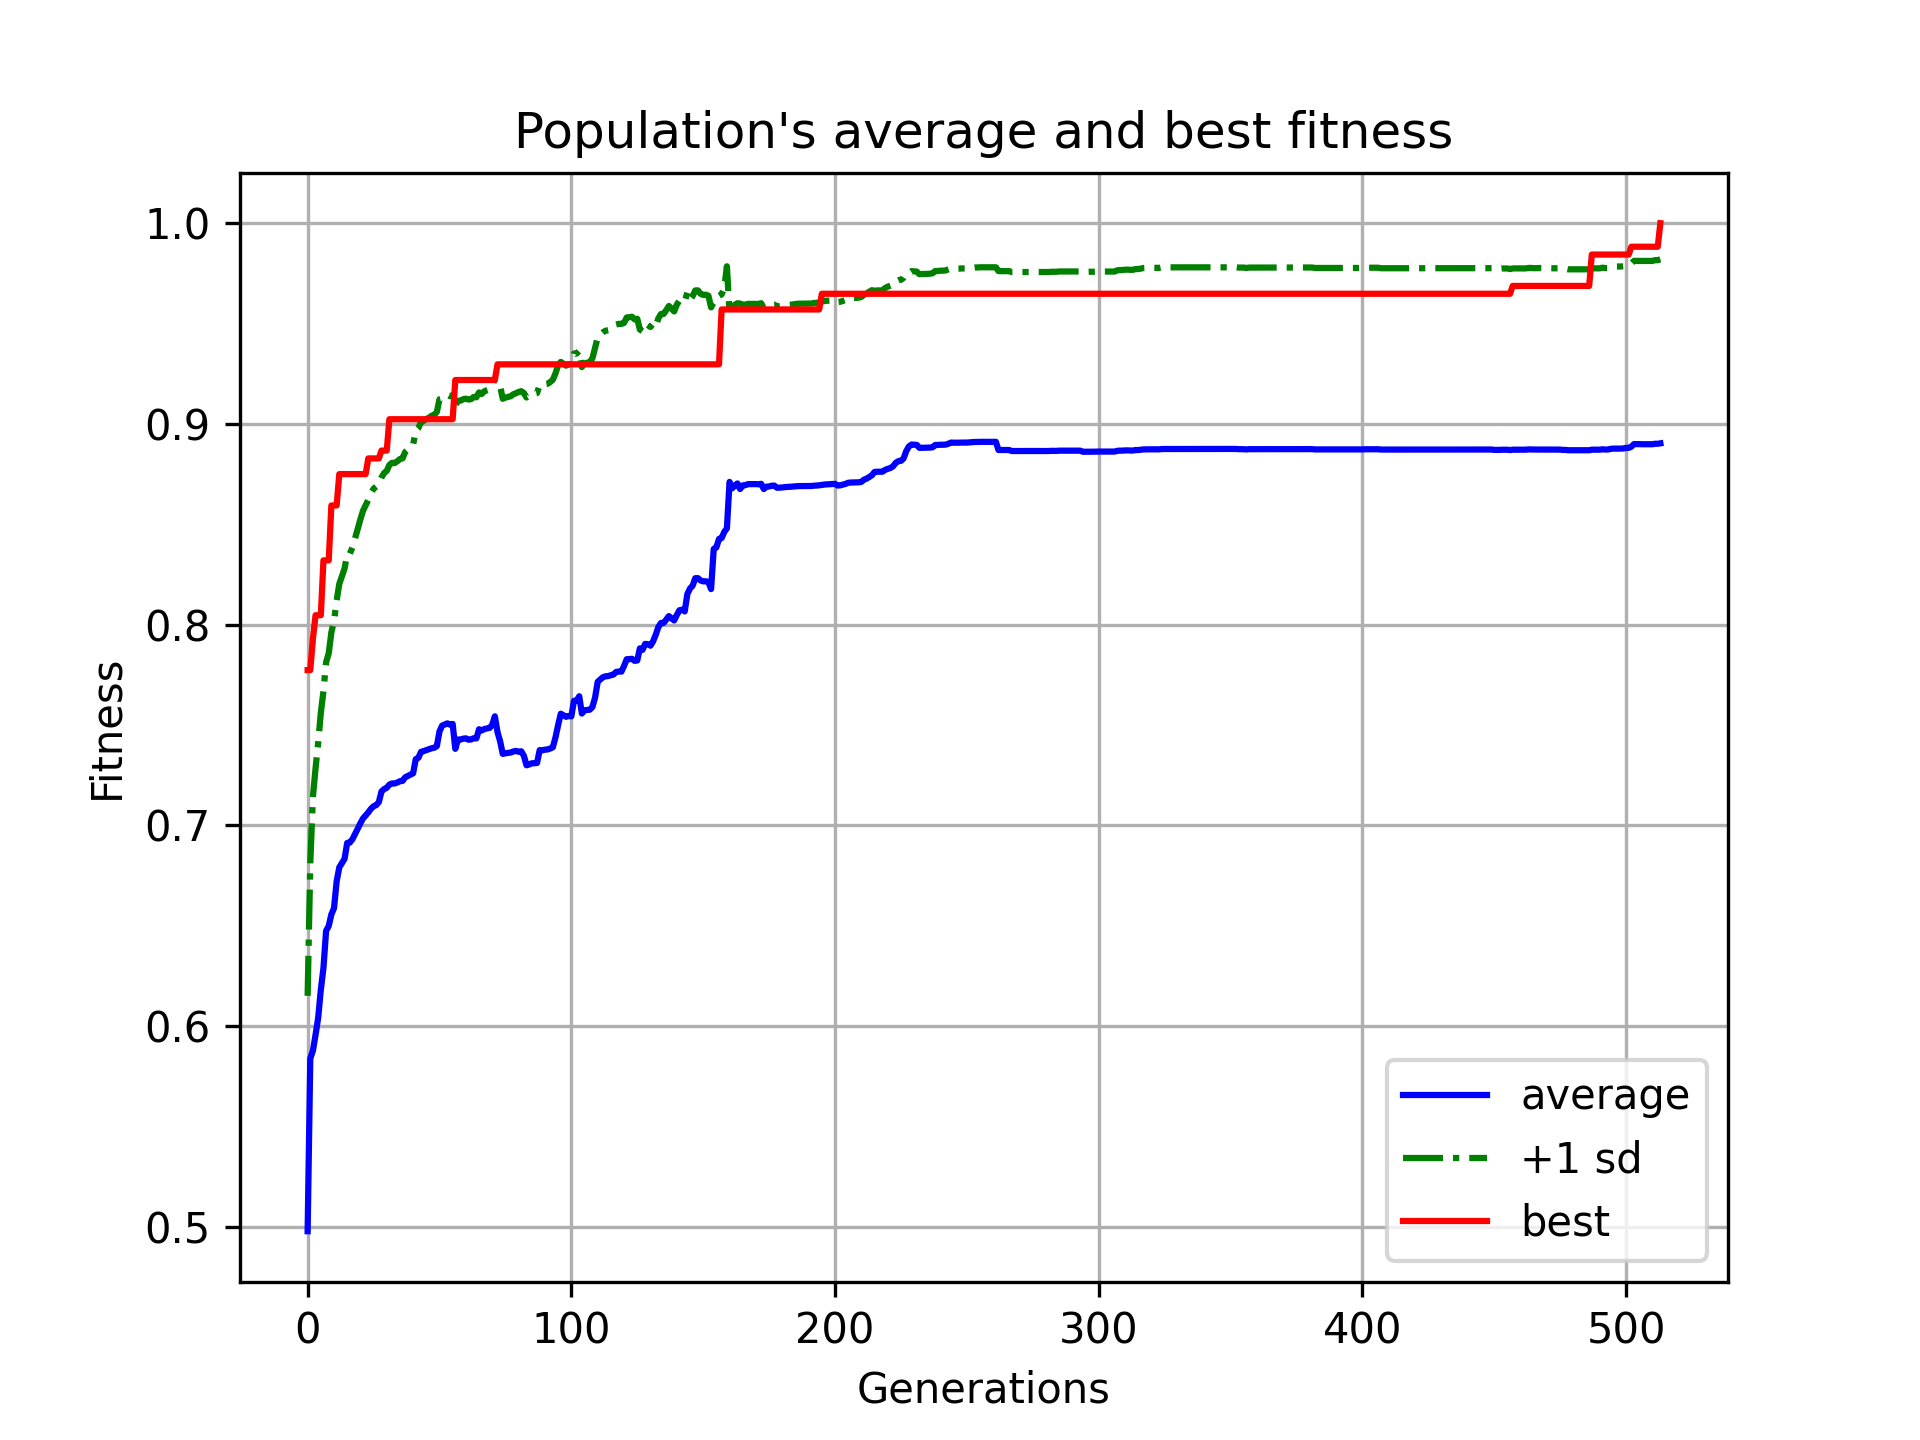 Population's average and best fitness
1.0
0.9
0.8
0.7
0.6
0.5
Fitness
0 100 200 300 400 500
Generations
average
+1 sd
best